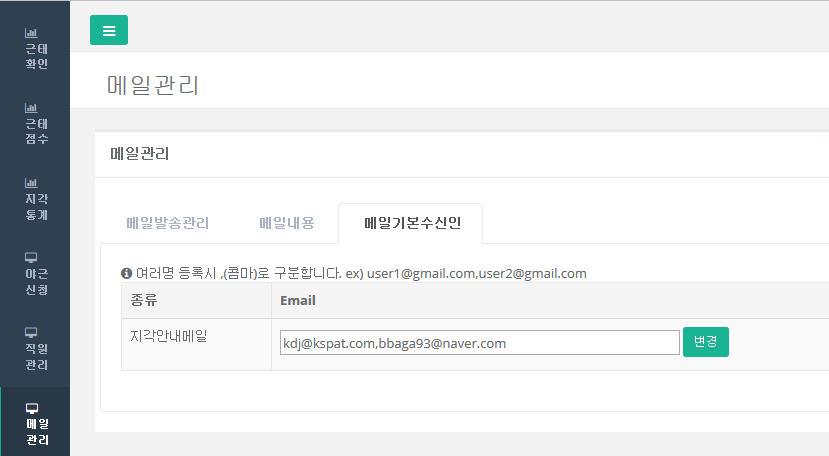 근태
확인
근태
점수
지각
통계
야근
신청
직원
관리
메일
관리
메일관리
메일관리
메일발송관리 메일내용 메일기본수신인
여러명 등록시 ,(콤마)로 구분합니다. ex) user1@gmail.com,user2@gmail.com
종류 Email
지각안내메일 kdj@kspat.com,bbaga93@naver.com 변경